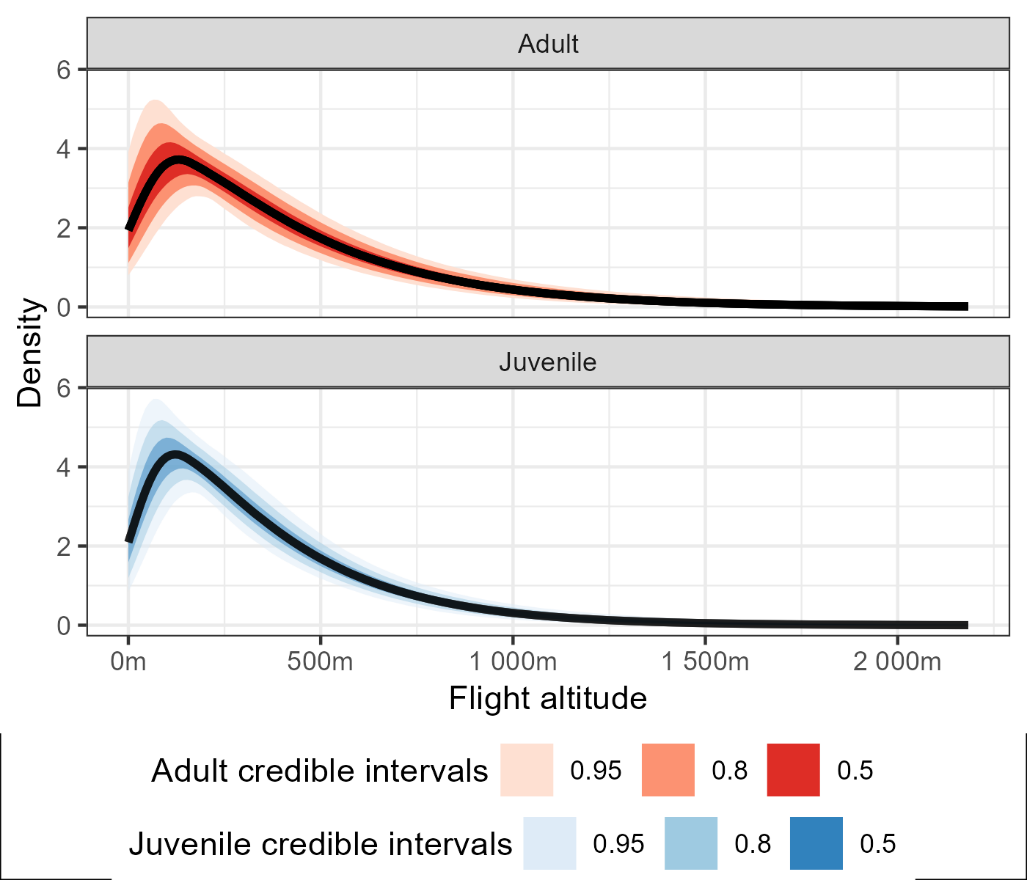 Adult
6
4
2
0
Density
Juvenile
6
4
2
0
0m 500m 1 000m 1 500m 2 000m
Flight altitude
Adult credible intervals 0.95 0.8 0.5
Juvenile credible intervals 0.95 0.8 0.5